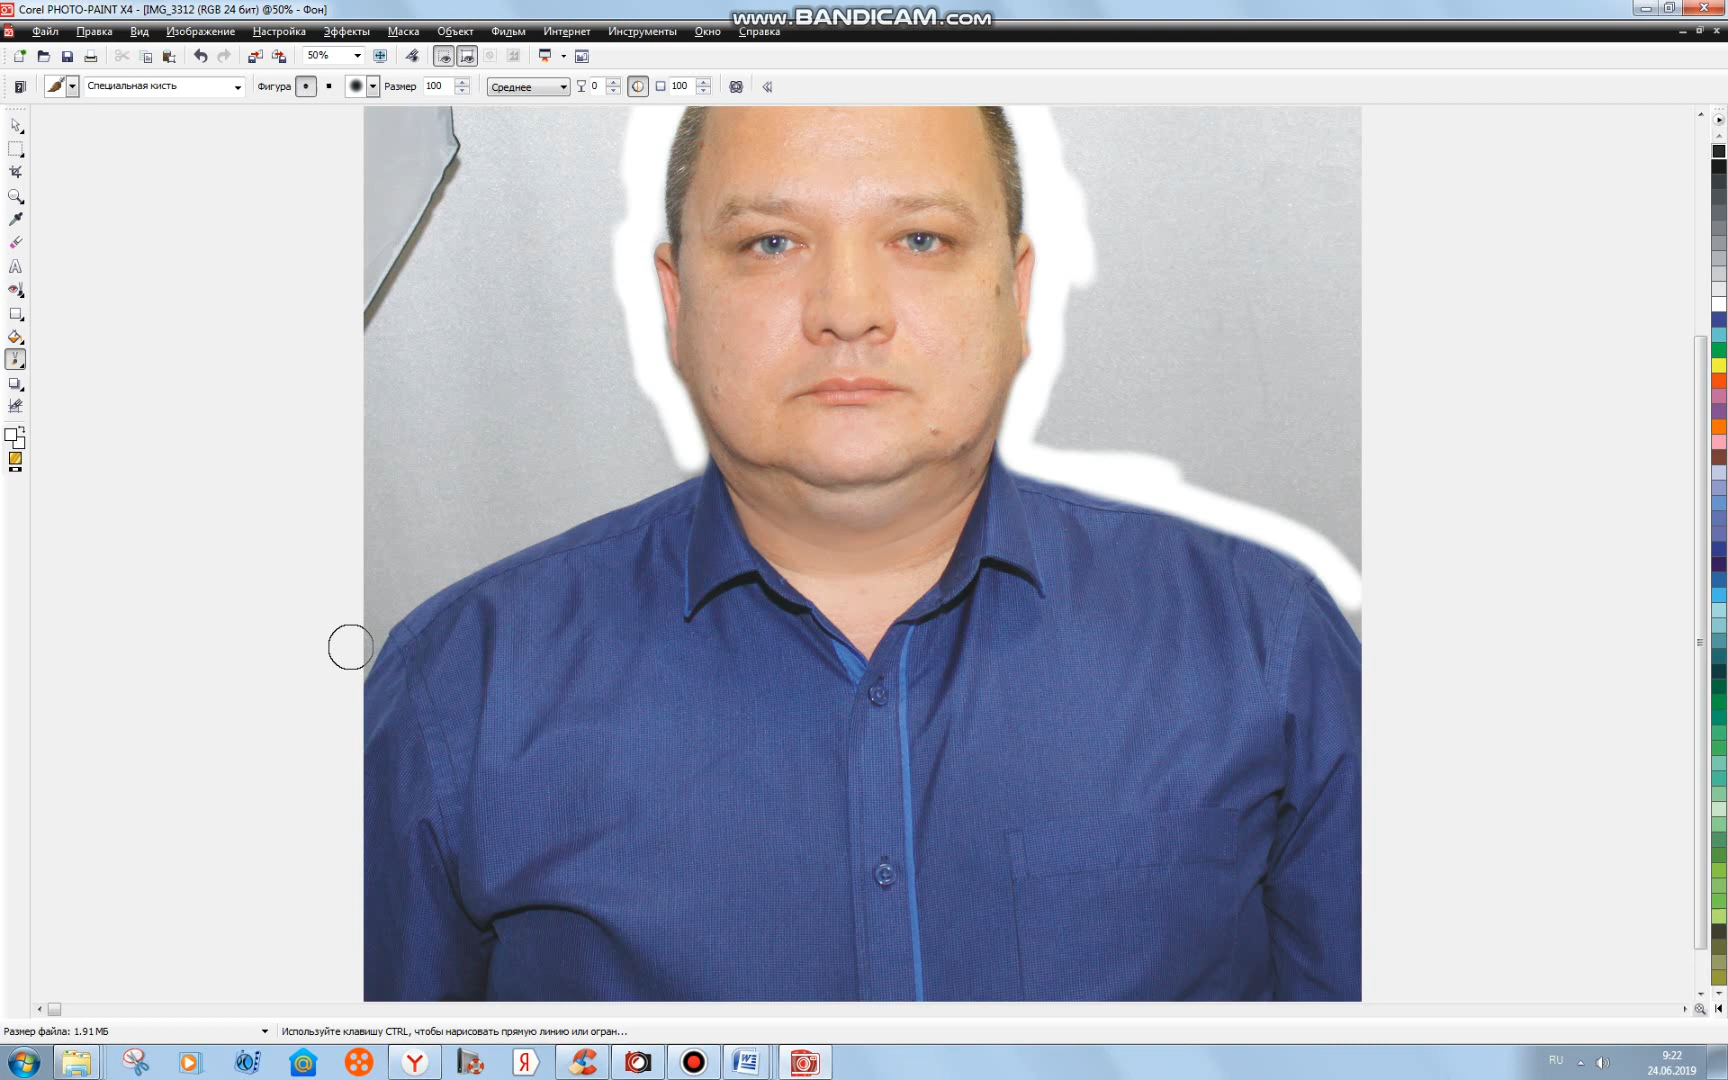 Corel PHOTO-PAINT X4 - [IMG_3312 (RGB 24 бит) @50% - Фон]
www.BANDICAM.com
Файл Правка Вид Изображение Настройка Эффекты Маска Объект Фильм Интернет Инструменты Окно Справка
50%
Специальная кисть Фигура Размер 100 Среднее 0 100
Размер файла: 1.91 МБ Используйте клавишу CTRL, чтобы нарисовать прямую линию или огран...
RU 9:22
24.06.2019